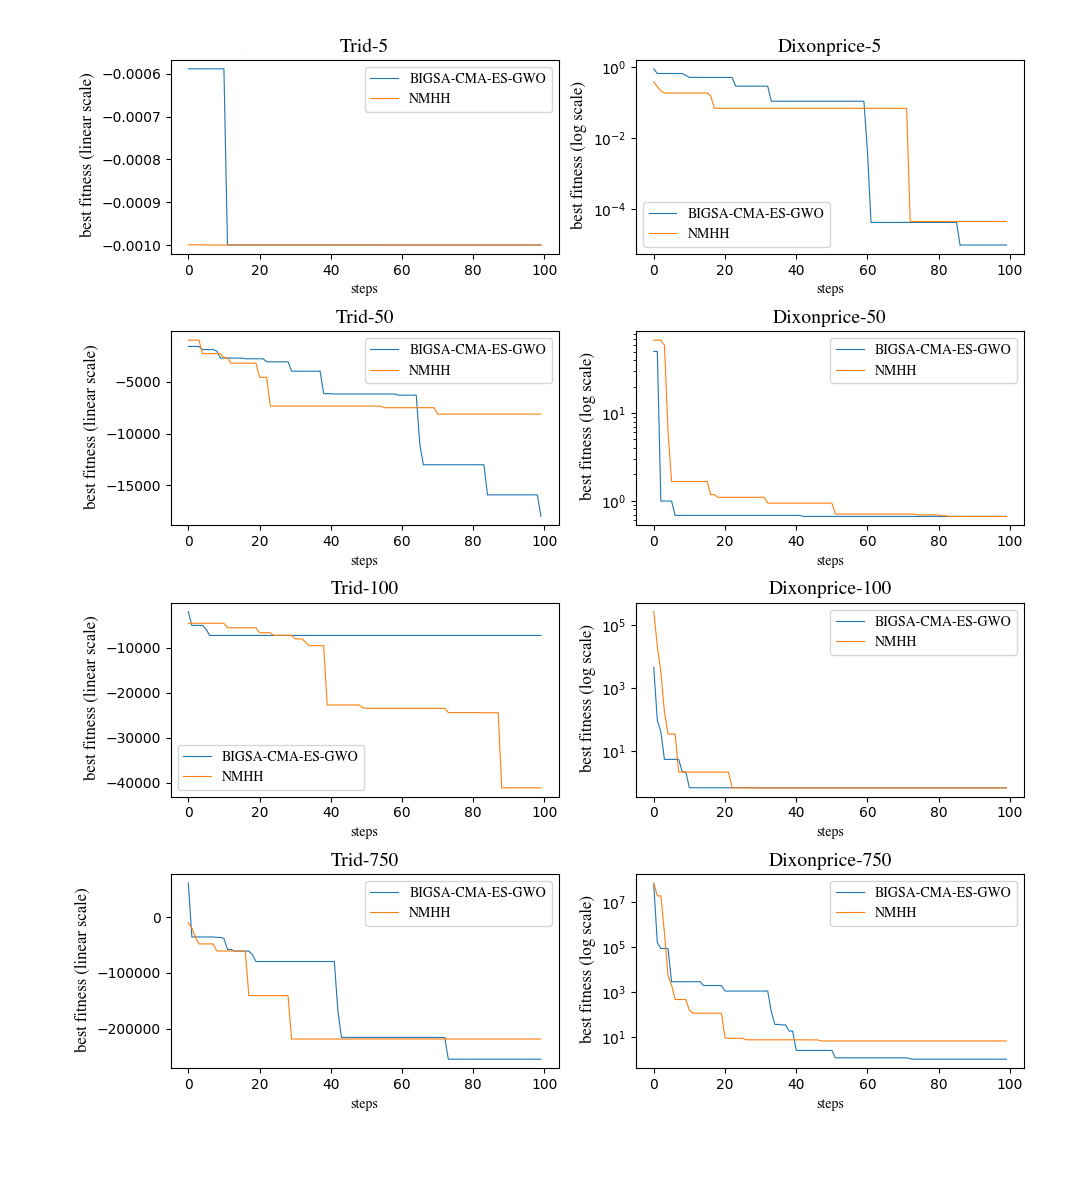 Trid-5
best fitness (linear scale)
−0.0006
−0.0007
−0.0008
−0.0009
−0.0010
BIGSA-CMA-ES-GWO
NMHH
0 20 40 60 80 100
steps
Dixonprice-5
best fitness (log scale)
10^0
10^−2
10^−4
BIGSA-CMA-ES-GWO
NMHH
0 20 40 60 80 100
steps
Trid-50
best fitness (linear scale)
−5000
−10000
−15000
BIGSA-CMA-ES-GWO
NMHH
0 20 40 60 80 100
steps
Dixonprice-50
best fitness (log scale)
10^1
10^0
BIGSA-CMA-ES-GWO
NMHH
0 20 40 60 80 100
steps
Trid-100
best fitness (linear scale)
−10000
−20000
−30000
−40000
BIGSA-CMA-ES-GWO
NMHH
0 20 40 60 80 100
steps
Dixonprice-100
best fitness (log scale)
10^5
10^3
10^1
BIGSA-CMA-ES-GWO
NMHH
0 20 40 60 80 100
steps
Trid-750
best fitness (linear scale)
0
−100000
−200000
BIGSA-CMA-ES-GWO
NMHH
0 20 40 60 80 100
steps
Dixonprice-750
best fitness (log scale)
10^7
10^5
10^3
10^1
BIGSA-CMA-ES-GWO
NMHH
0 20 40 60 80 100
steps